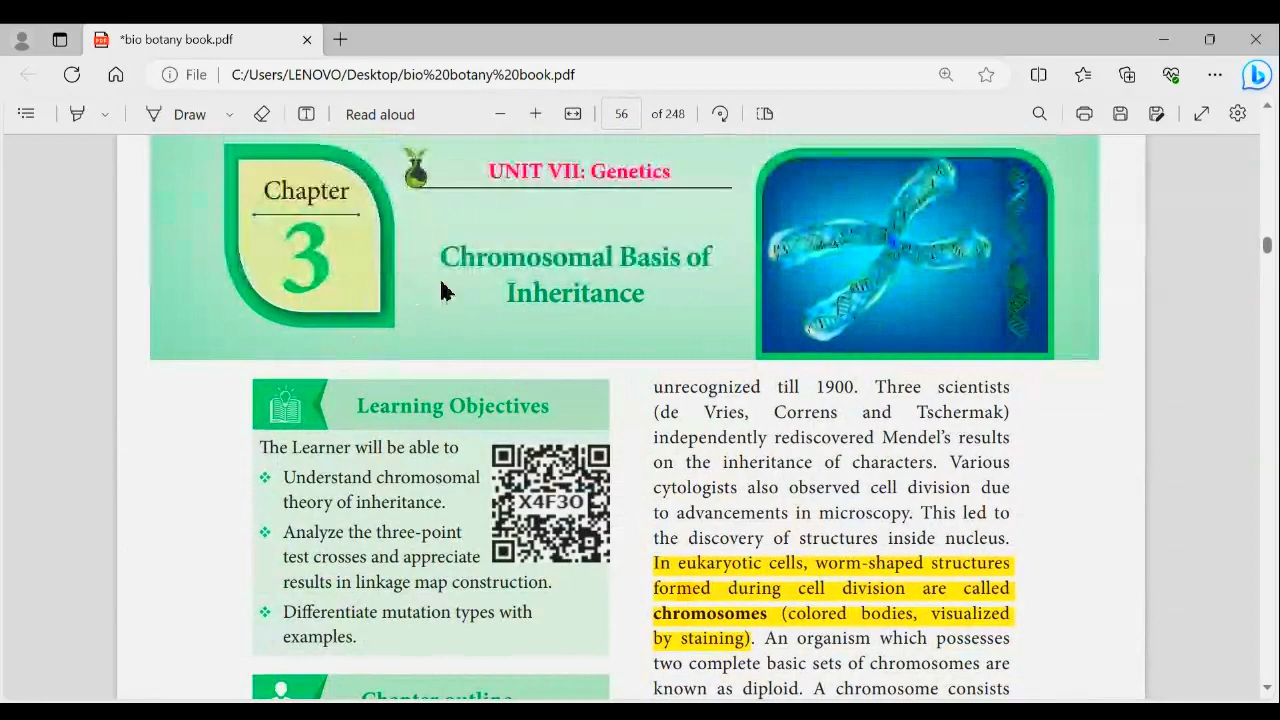 *bio botany book.pdf
File
C:/Users/LENOVO/Desktop/bio%20botany%20book.pdf
Draw
Read aloud
56
of 248
Chapter
3
UNIT VII: Genetics
Chromosomal Basis of
Inheritance
Learning Objectives
The Learner will be able to
❖ Understand chromosomal
theory of inheritance.
❖ Analyze the three-point
test crosses and appreciate
results in linkage map construction.
❖ Differentiate mutation types with
examples.
X4F3O
Chapter outline
unrecognized till 1900. Three scientists
(de Vries, Correns and Tschermak)
independently rediscovered Mendel's results
on the inheritance of characters. Various
cytologists also observed cell division due
to advancements in microscopy. This led to
the discovery of structures inside nucleus.
In eukaryotic cells, worm-shaped structures
formed during cell division are called
chromosomes (colored bodies, visualized
by staining). An organism which possesses
two complete basic sets of chromosomes are
known as diploid. A chromosome consists